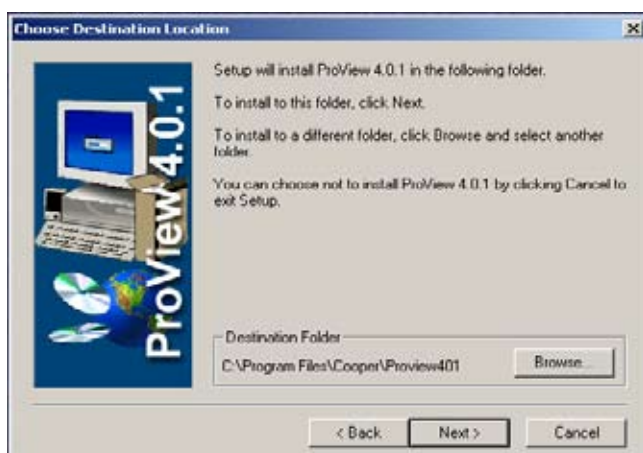 Choose Destination Location
ProView 4.0.1
Setup will install ProView 4.0.1 in the following folder.
To install to this folder, click Next.
To install to a different folder, click Browse and select another
folder.
You can choose not to install ProView 4.0.1 by clicking Cancel to
exit Setup.
Destination Folder
C:\Program Files\Cooper\Proview401
Browse...
< Back
Next >
Cancel